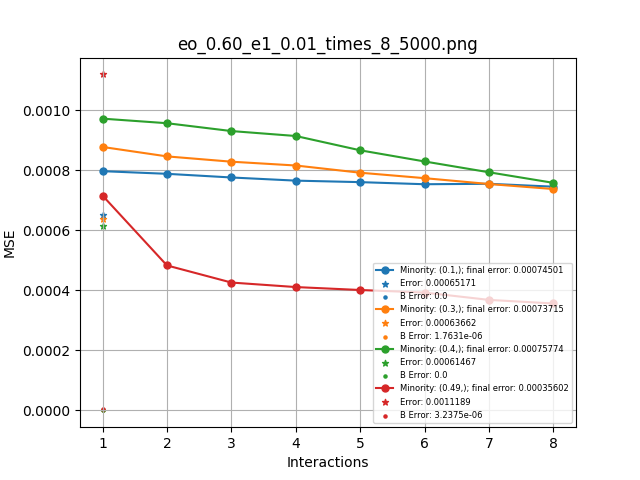 eo_0.60_e1_0.01_times_8_5000.png
MSE
0.0010
0.0008
0.0006
0.0004
0.0002
0.0000
Minority: (0.1,); final error: 0.00074501
Error: 0.00065171
B Error: 0.0
Minority: (0.3,); final error: 0.00073715
Error: 0.00063662
B Error: 1.7631e-06
Minority: (0.4,); final error: 0.00075774
Error: 0.00061467
B Error: 0.0
Minority: (0.49,); final error: 0.00035602
Error: 0.0011189
B Error: 3.2375e-06
1 2 3 4 5 6 7 8
Interactions